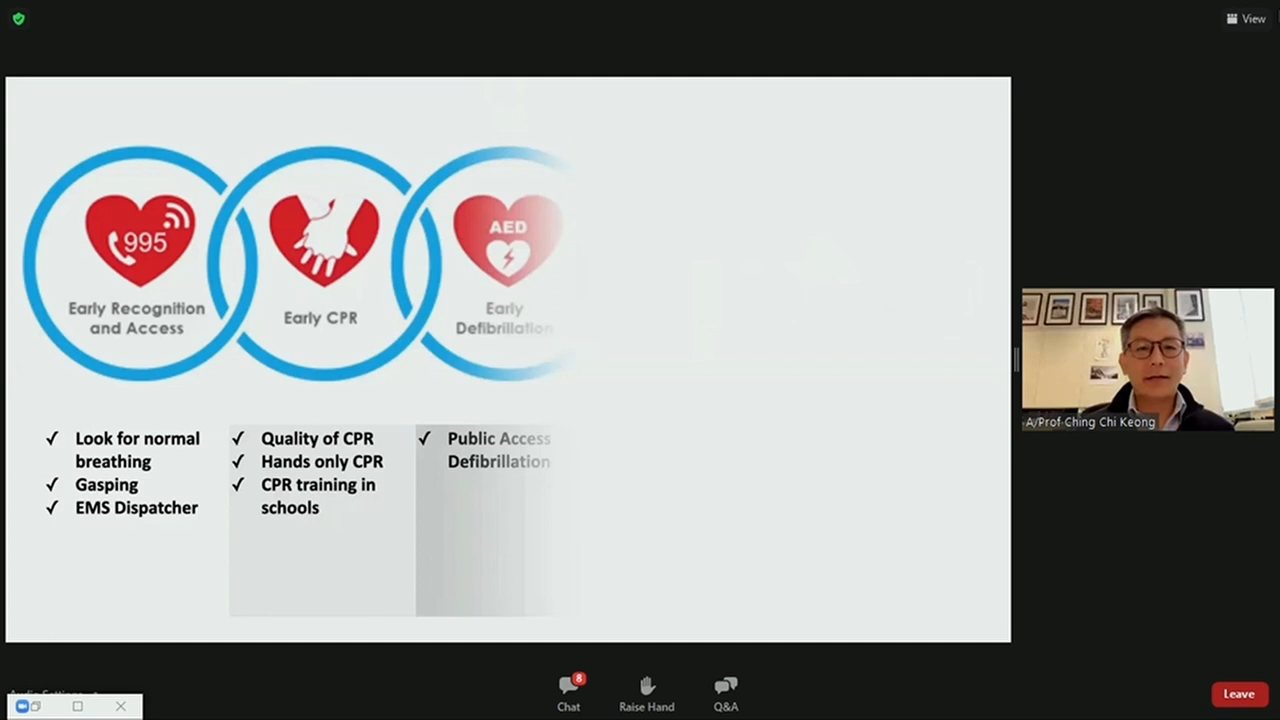 View
995
Early Recognition
and Access
Early CPR
AED
Early
Defibrillation
✓ Look for normal
breathing
✓ Gasping
✓ EMS Dispatcher
✓ Quality of CPR
✓ Hands only CPR
✓ CPR training in
schools
✓ Public Access
Defibrillation
A/Prof Ching Chi Keong
8
Chat
Raise Hand
Q&A
Leave